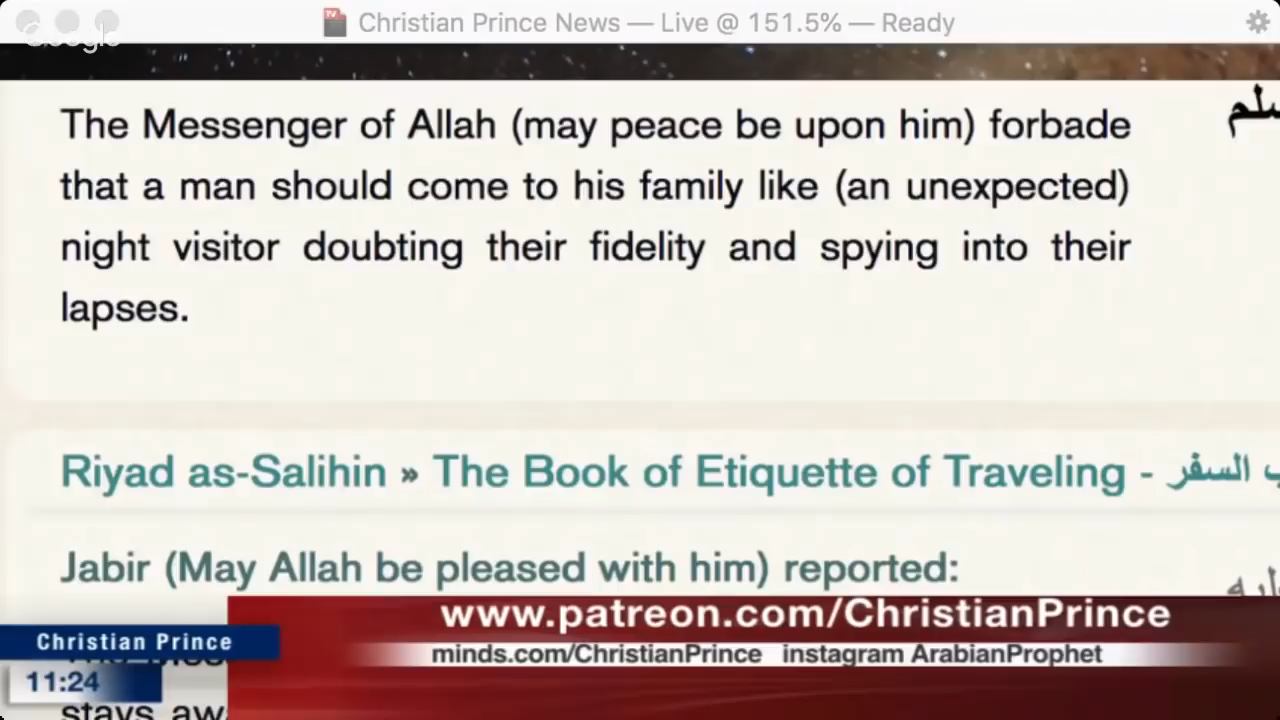 Christian Prince News — Live @ 151.5% — Ready
Google
The Messenger of Allah (may peace be upon him) forbade
that a man should come to his family like (an unexpected)
night visitor doubting their fidelity and spying into their
lapses.
Riyad as-Salihin » The Book of Etiquette of Traveling - السفر
Jabir (May Allah be pleased with him) reported:
www.patreon.com/ChristianPrince
Christian Prince
minds.com/ChristianPrince instagram ArabianProphet
11:24
stays